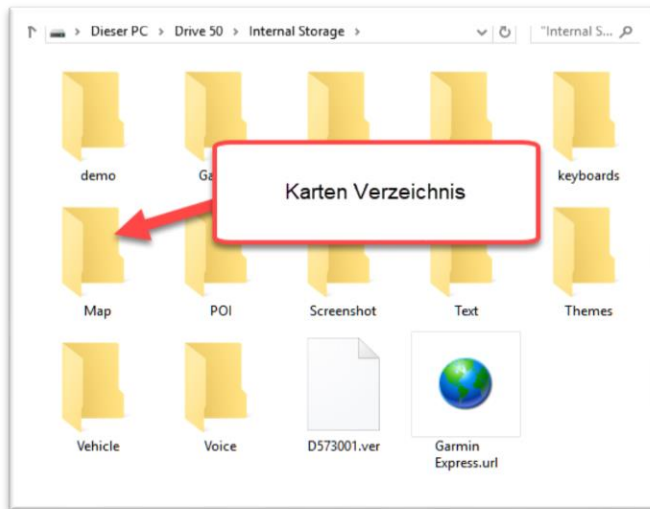 Dieser PC > Drive 50 > Internal Storage >
"Internal S...
demo
Ga
keyboards
Karten Verzeichnis
Map
POI
Screenshot
Text
Themes
Vehicle
Voice
D573001.ver
Garmin
Express.url